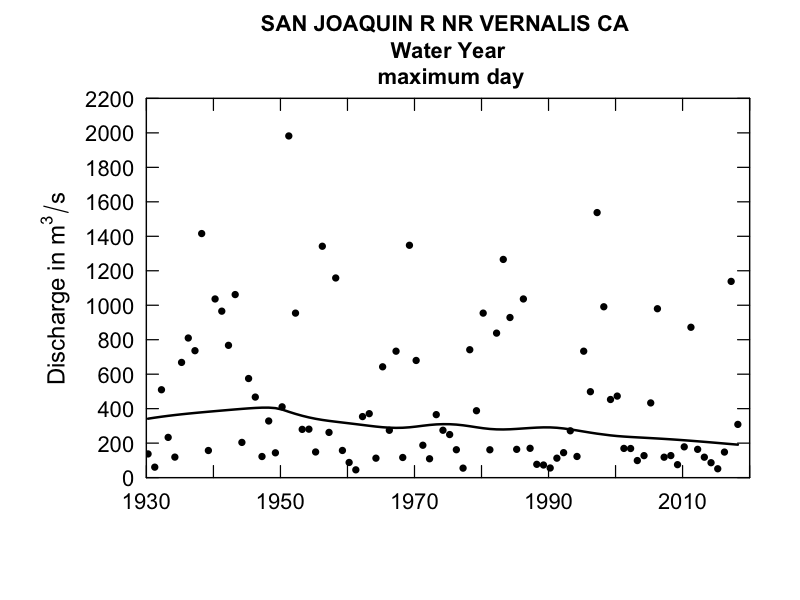 SAN JOAQUIN R NR VERNALIS CA
Water Year
maximum day
Discharge in m³/s
2200
2000
1800
1600
1400
1200
1000
800
600
400
200
0
1930 1950 1970 1990 2010